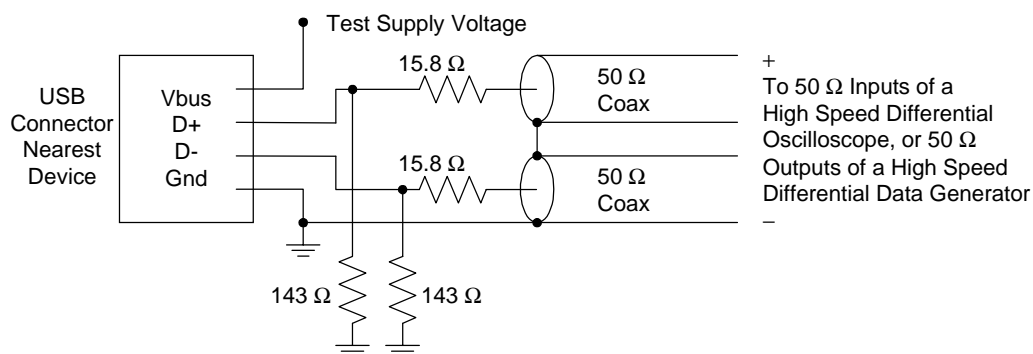 Test Supply Voltage
15.8 Ω
50 Ω
Coax
+
To 50 Ω Inputs of a
High Speed Differential
Oscilloscope, or 50 Ω
Outputs of a High Speed
Differential Data Generator
−
USB
Connector
Nearest
Device
Vbus
D+
D-
Gnd
15.8 Ω
50 Ω
Coax
143 Ω
143 Ω